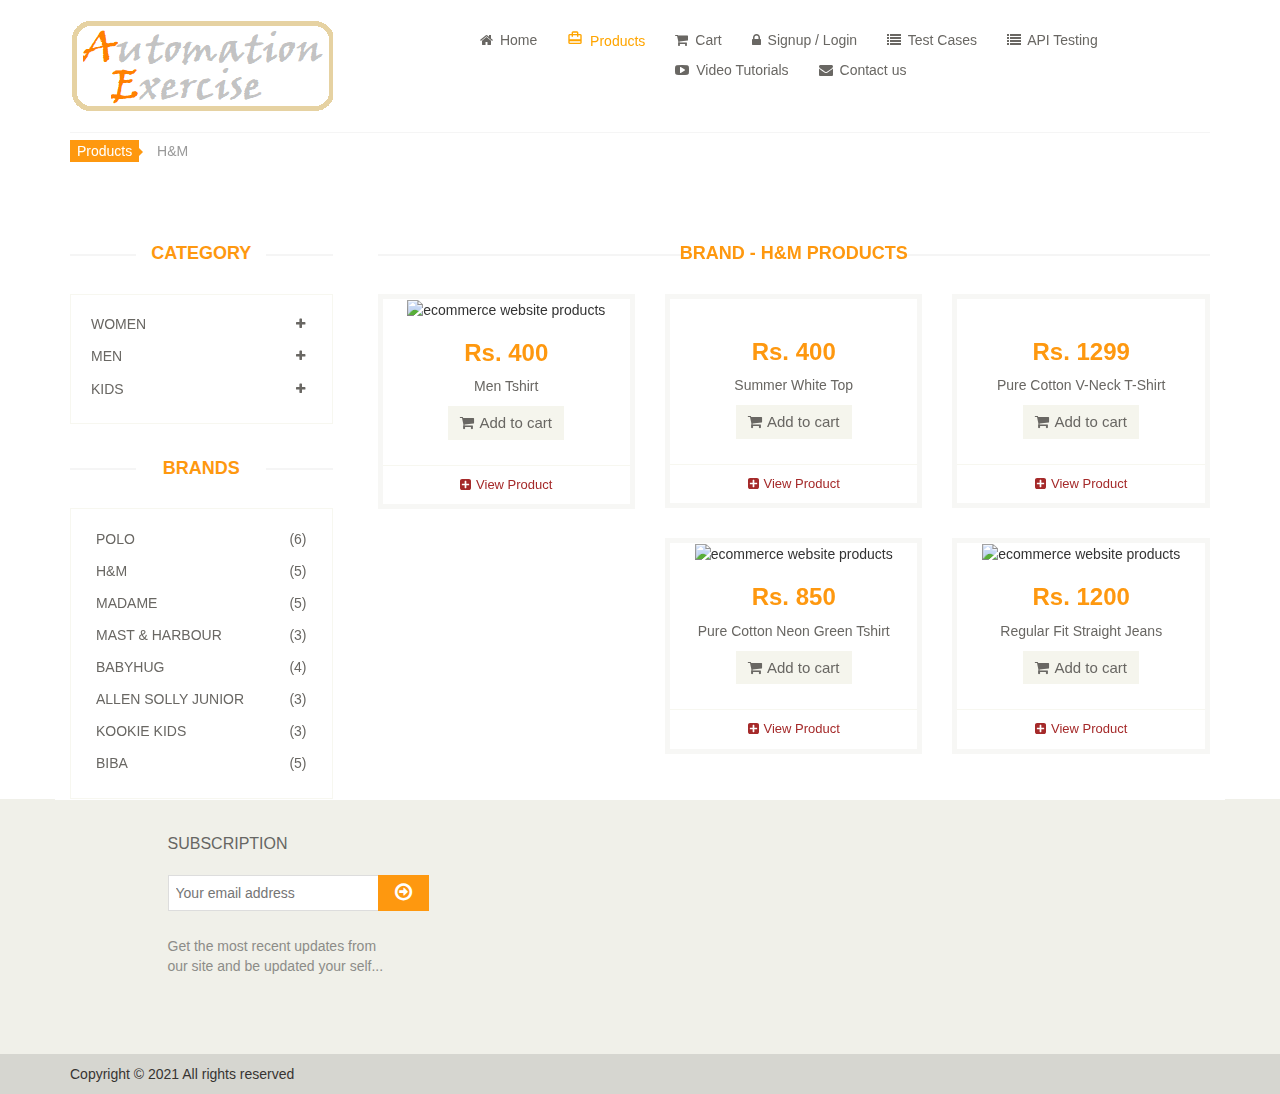 Automation
Exercise
Home
Products
Cart
Signup / Login
Test Cases
API Testing
Video Tutorials
Contact us
Products
H&M
CATEGORY
WOMEN
MEN
KIDS
BRANDS
POLO (6)
H&M (5)
MADAME (5)
MAST & HARBOUR (3)
BABYHUG (4)
ALLEN SOLLY JUNIOR (3)
KOOKIE KIDS (3)
BIBA (5)
BRAND - H&M PRODUCTS
ecommerce website products
Rs. 400
Men Tshirt
Add to cart
View Product
Rs. 400
Summer White Top
Add to cart
View Product
Rs. 1299
Pure Cotton V-Neck T-Shirt
Add to cart
View Product
ecommerce website products
Rs. 850
Pure Cotton Neon Green Tshirt
Add to cart
View Product
ecommerce website products
Rs. 1200
Regular Fit Straight Jeans
Add to cart
View Product
SUBSCRIPTION
Your email address
Get the most recent updates from
our site and be updated your self...
Copyright © 2021 All rights reserved